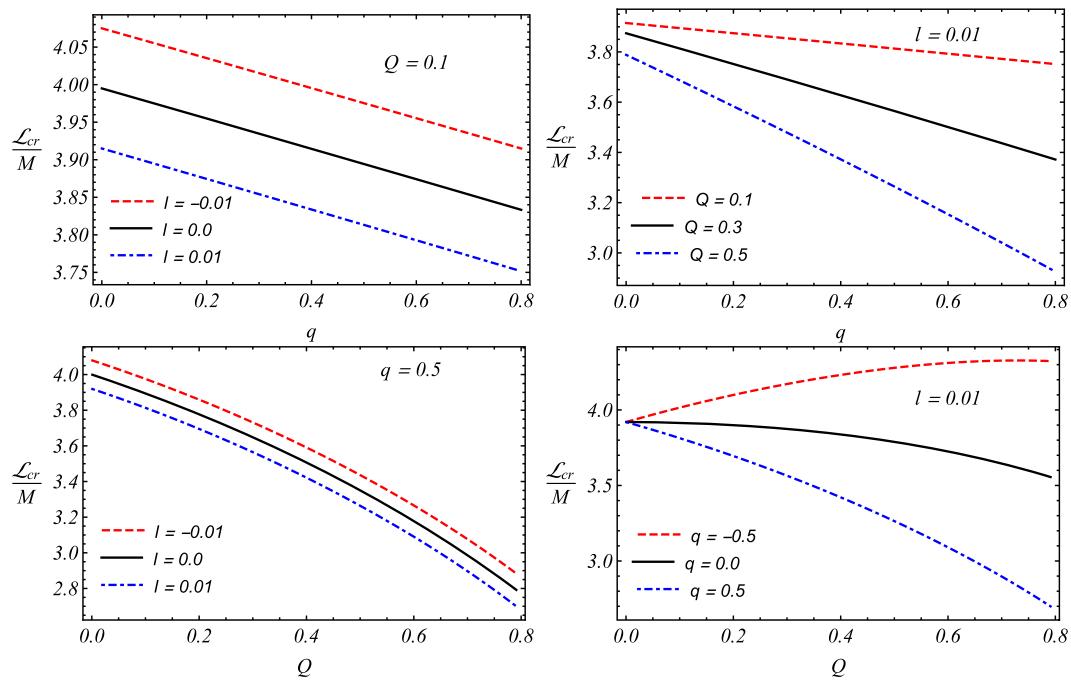 4.05
4.00
3.95
3.90
3.85
3.80
3.75
ℒcr/M
Q = 0.1
l = −0.01
l = 0.0
l = 0.01
0.0 0.2 0.4 0.6 0.8
q
3.8
3.6
3.4
3.2
3.0
ℒcr/M
l = 0.01
Q = 0.1
Q = 0.3
Q = 0.5
0.0 0.2 0.4 0.6 0.8
q
4.0
3.8
3.6
3.4
3.2
3.0
2.8
ℒcr/M
q = 0.5
l = −0.01
l = 0.0
l = 0.01
0.0 0.2 0.4 0.6 0.8
Q
4.0
3.5
3.0
ℒcr/M
l = 0.01
q = −0.5
q = 0.0
q = 0.5
0.0 0.2 0.4 0.6 0.8
Q